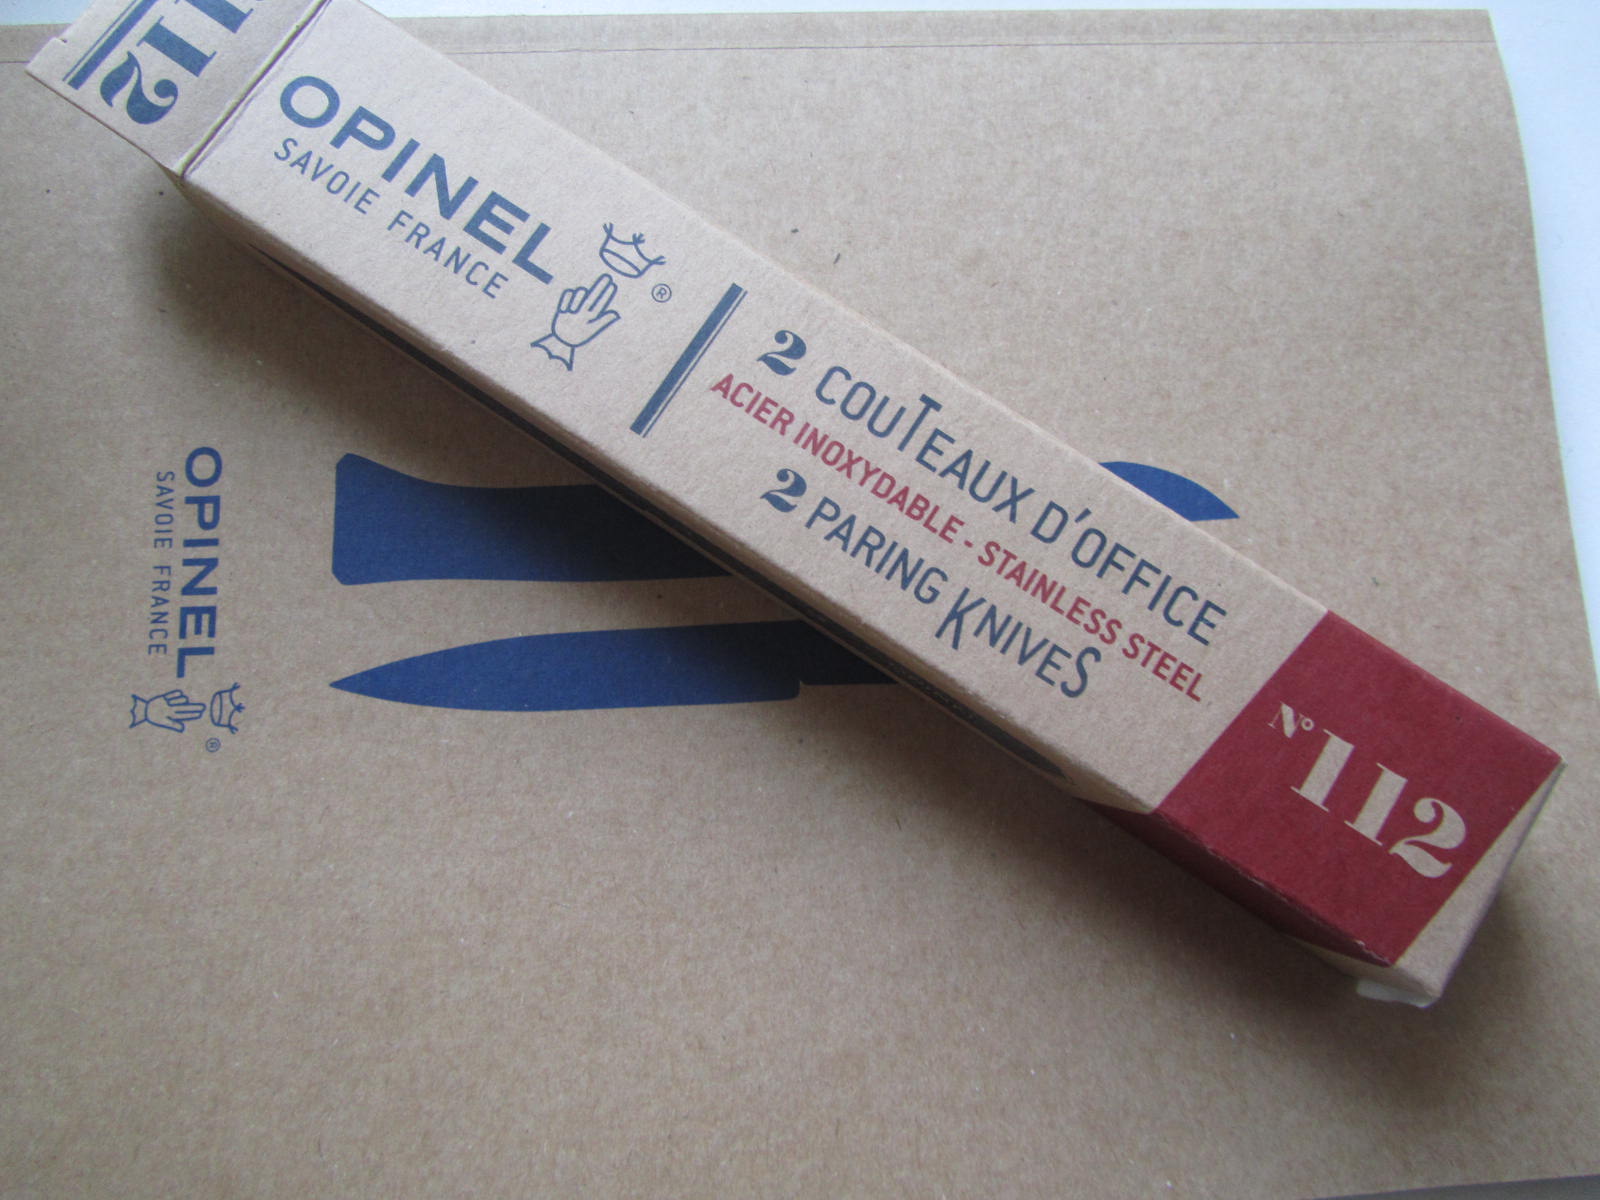 112
OPINEL
SAVOIE FRANCE
®
2 COUTEAUX D'OFFICE
ACIER INOXYDABLE - STAINLESS STEEL
2 PARING KNIVES
N° 112
OPINEL
SAVOIE FRANCE
®